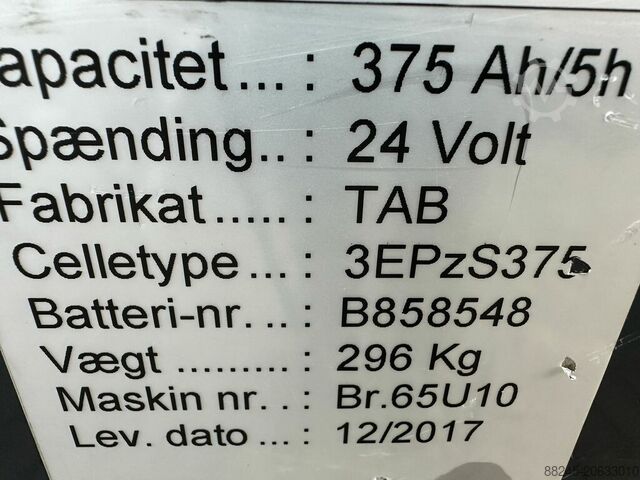 apacitet ... : 375 Ah/5h
Spænding.. : 24 Volt
Fabrikat ..... : TAB
Celletype ... : 3EPzS375
Batteri-nr. .. : B858548
Vægt ......... : 296 Kg
Maskin nr. . : Br.65U10
Lev. dato ... : 12/2017